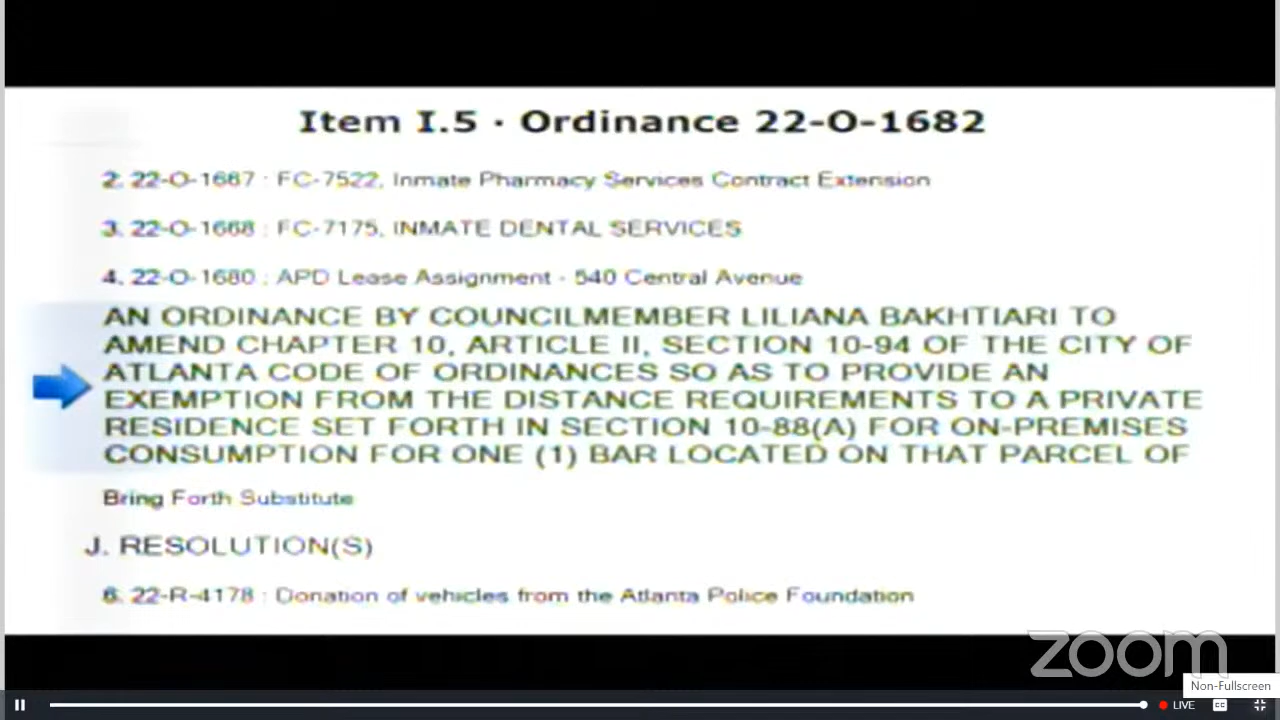 Item I.5 · Ordinance 22-O-1682
2. 22-O-1667 : FC-7522, Inmate Pharmacy Services Contract Extension
3. 22-O-1668 : FC-7175, INMATE DENTAL SERVICES
4. 22-O-1680 : APD Lease Assignment - 540 Central Avenue
AN ORDINANCE BY COUNCILMEMBER LILIANA BAKHTIARI TO
AMEND CHAPTER 10, ARTICLE II, SECTION 10-94 OF THE CITY OF
ATLANTA CODE OF ORDINANCES SO AS TO PROVIDE AN
EXEMPTION FROM THE DISTANCE REQUIREMENTS TO A PRIVATE
RESIDENCE SET FORTH IN SECTION 10-88(A) FOR ON-PREMISES
CONSUMPTION FOR ONE (1) BAR LOCATED ON THAT PARCEL OF
Bring Forth Substitute
J. RESOLUTION(S)
6. 22-R-4178 : Donation of vehicles from the Atlanta Police Foundation
zoom
Non-Fullscreen
LIVE
CC